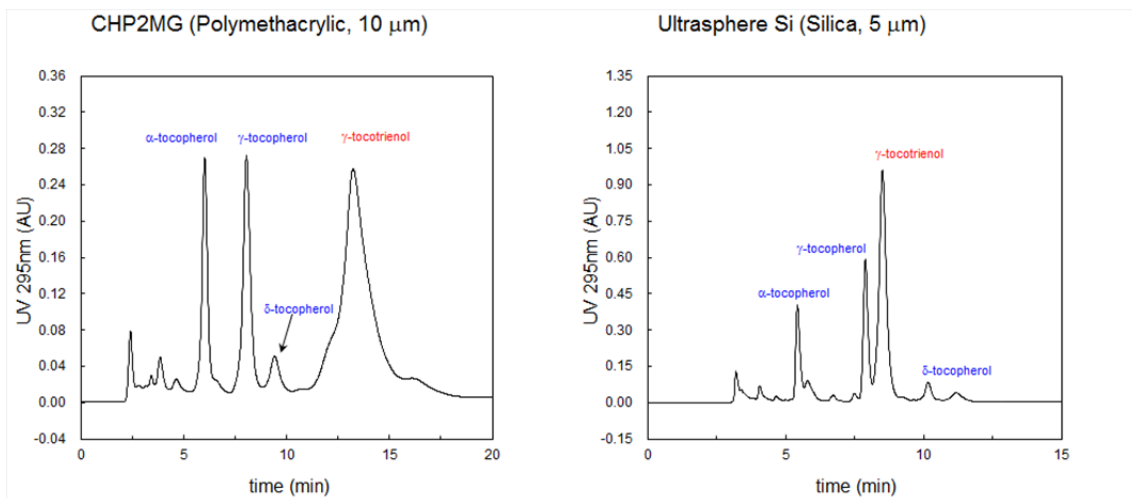 CHP2MG (Polymethacrylic, 10 μm)
0.36
0.32
0.28
0.24
0.20
0.16
0.12
0.08
0.04
0.00
-0.04
UV 295nm (AU)
α-tocopherol
γ-tocopherol
γ-tocotrienol
δ-tocopherol
0
5
10
15
20
time (min)
Ultrasphere Si (Silica, 5 μm)
1.35
1.20
1.05
0.90
0.75
0.60
0.45
0.30
0.15
0.00
-0.15
UV 295nm (AU)
γ-tocotrienol
γ-tocopherol
α-tocopherol
δ-tocopherol
0
5
10
15
time (min)